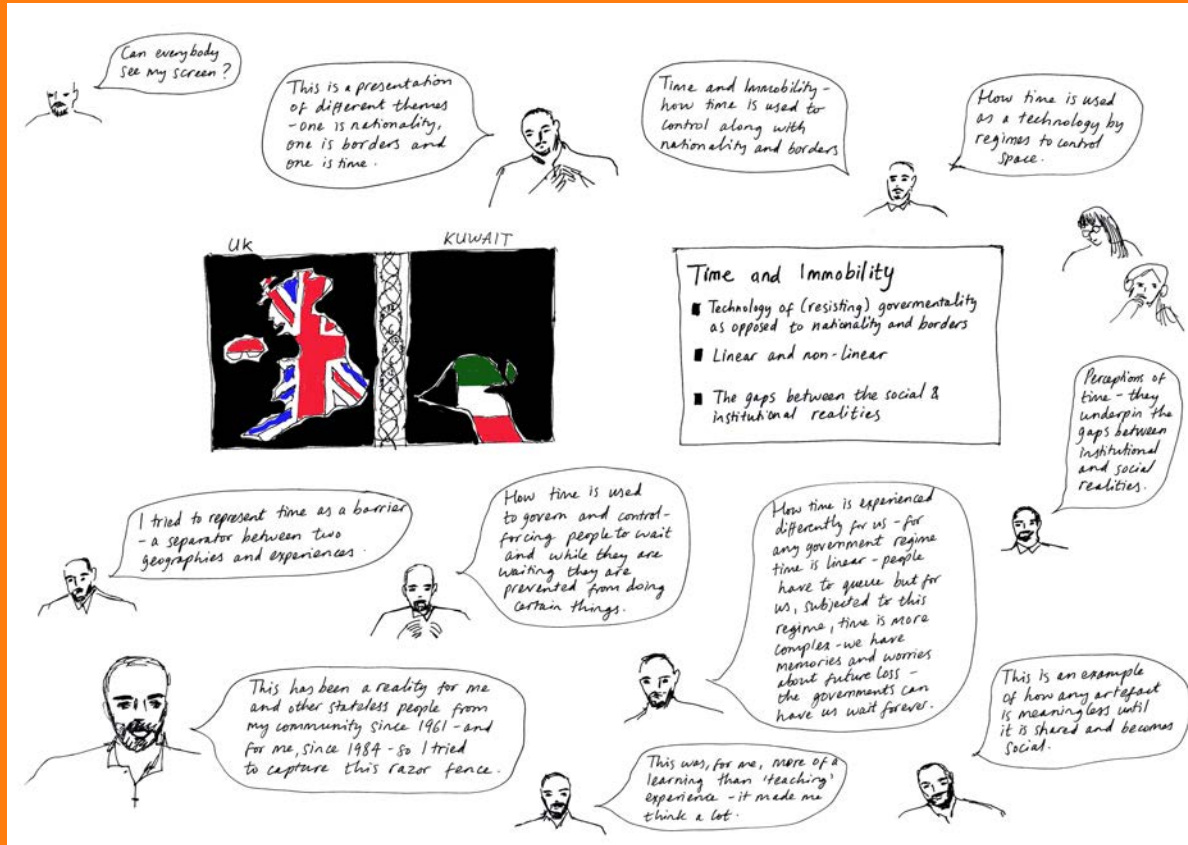 Can everybody
see my screen?
This is a presentation
of different themes
- one is nationality,
one is borders and
one is time.
Time and Immobility -
how time is used to
control along with
nationality and borders
How time is used
as a technology by
regimes to control
space.
UK
KUWAIT
Time and Immobility
■ Technology of (resisting) govermentality
as opposed to nationality and borders
■ Linear and non-linear
■ The gaps between the social &
institutional realities
Perceptions of
time - they
underpin the
gaps between
institutional
and social
realities.
I tried to represent time as a barrier
- a separator between two
geographies and experiences.
How time is used
to govern and control -
forcing people to wait
and while they are
waiting they are
prevented from doing
certain things.
How time is experienced
differently for us - for
any government regime
time is linear - people
have to queue but for
us, subjected to this
regime, time is more
complex - we have
memories and worries
about future loss -
the governments can
have us wait forever.
This has been a reality for me
and other stateless people from
my community since 1961 - and
for me, since 1984 - so I tried
to capture this razor fence.
This is an example
of how any artefact
is meaningless until
it is shared and becomes
social.
This was, for me, more of a
learning than 'teaching'
experience - it made me
think a lot.